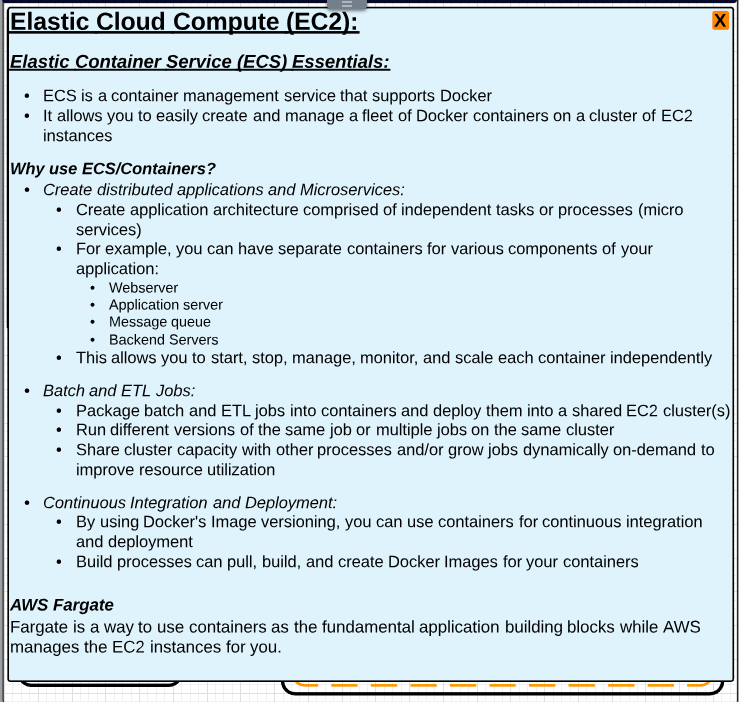 Elastic Cloud Compute (EC2):
X
Elastic Container Service (ECS) Essentials:
• ECS is a container management service that supports Docker
• It allows you to easily create and manage a fleet of Docker containers on a cluster of EC2
instances
Why use ECS/Containers?
• Create distributed applications and Microservices:
• Create application architecture comprised of independent tasks or processes (micro
services)
• For example, you can have separate containers for various components of your
application:
• Webserver
• Application server
• Message queue
• Backend Servers
• This allows you to start, stop, manage, monitor, and scale each container independently
• Batch and ETL Jobs:
• Package batch and ETL jobs into containers and deploy them into a shared EC2 cluster(s)
• Run different versions of the same job or multiple jobs on the same cluster
• Share cluster capacity with other processes and/or grow jobs dynamically on-demand to
improve resource utilization
• Continuous Integration and Deployment:
• By using Docker's Image versioning, you can use containers for continuous integration
and deployment
• Build processes can pull, build, and create Docker Images for your containers
AWS Fargate
Fargate is a way to use containers as the fundamental application building blocks while AWS
manages the EC2 instances for you.